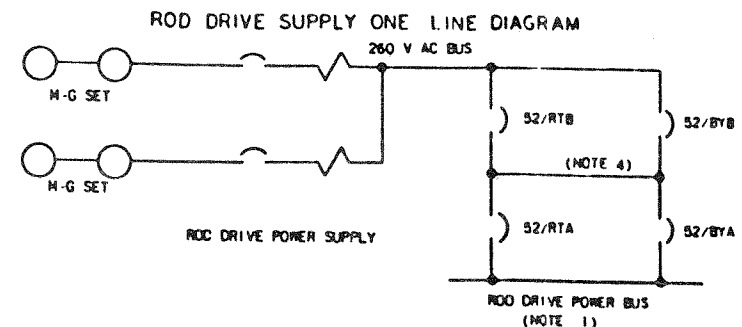 ROD DRIVE SUPPLY ONE LINE DIAGRAM
260 V AC BUS
M-G SET
52/RTB
52/BYB
(NOTE 4)
M-G SET
ROD DRIVE POWER SUPPLY
52/RTA
52/BYA
ROD DRIVE POWER BUS
(NOTE 1)